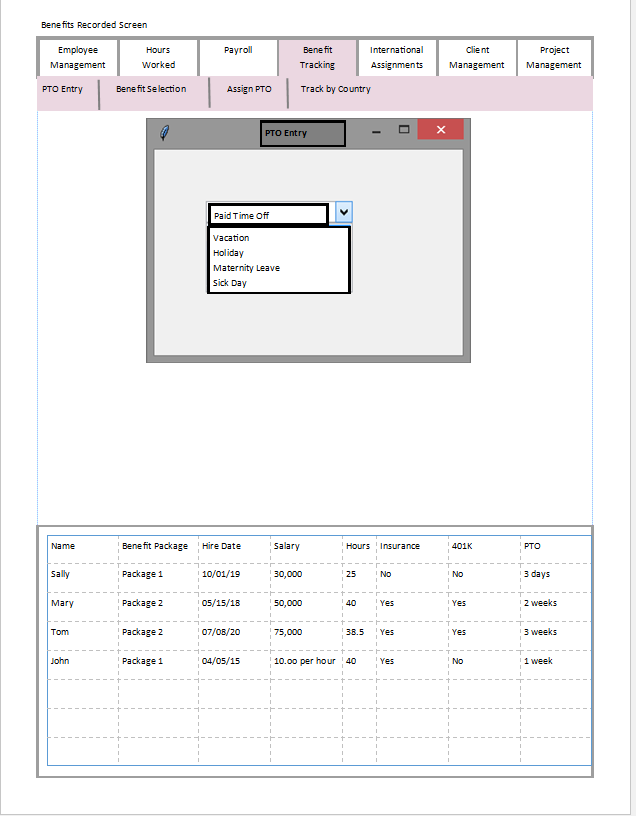 Benefits Recorded Screen
Employee Management Hours Worked Payroll Benefit Tracking International Assignments Client Management Project Management
PTO Entry Benefit Selection Assign PTO Track by Country
PTO Entry
Paid Time Off
Vacation
Holiday
Maternity Leave
Sick Day
Name Benefit Package Hire Date Salary Hours Insurance 401K PTO
Sally Package 1 10/01/19 30,000 25 No No 3 days
Mary Package 2 05/15/18 50,000 40 Yes Yes 2 weeks
Tom Package 2 07/08/20 75,000 38.5 Yes Yes 3 weeks
John Package 1 04/05/15 10.oo per hour 40 Yes No 1 week